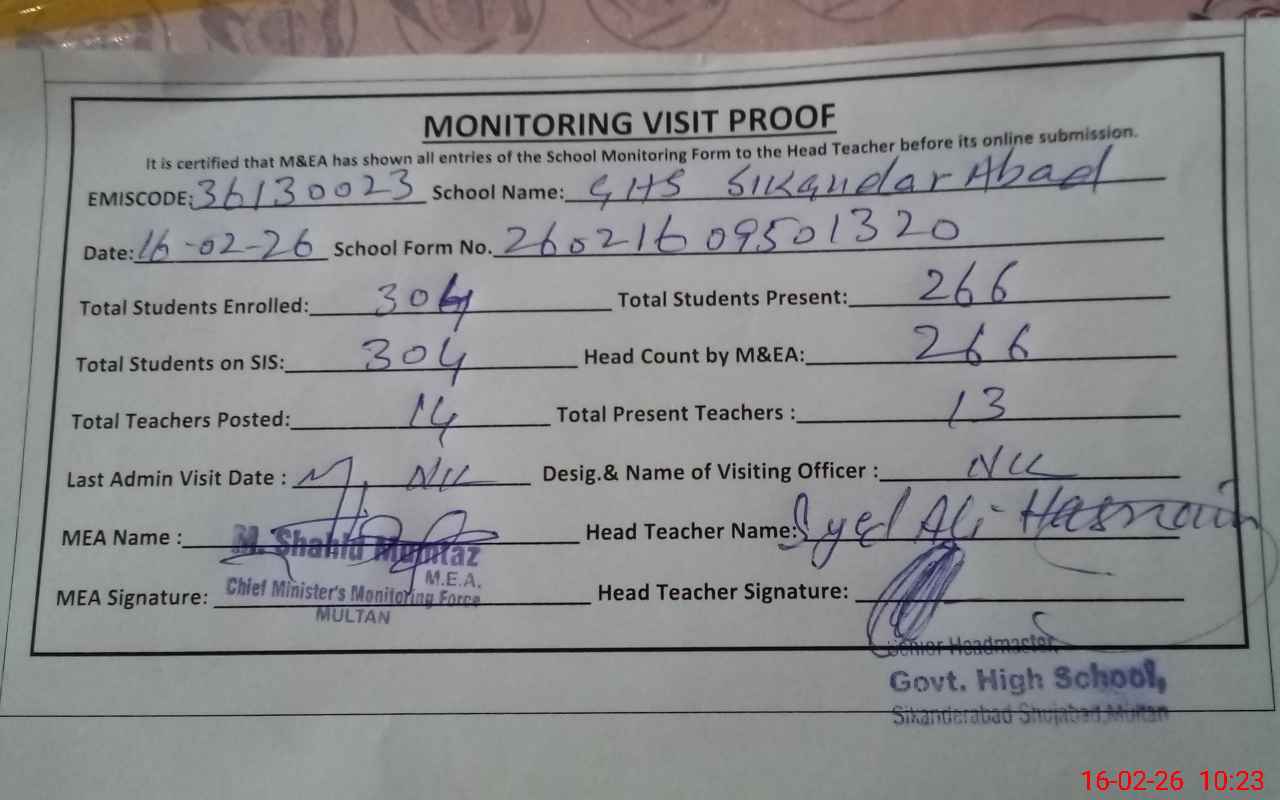 MONITORING VISIT PROOF
It is certified that M&EA has shown all entries of the School Monitoring Form to the Head Teacher before its online submission.
EMISCODE: 36130023 School Name: GHS Sikandar Abad
Date: 16-02-26 School Form No. 26021609501320
Total Students Enrolled: 304 Total Students Present: 266
Total Students on SIS: 304 Head Count by M&EA: 266
Total Teachers Posted: 14 Total Present Teachers : 13
Last Admin Visit Date : Nil Desig.& Name of Visiting Officer : Nil
MEA Name : M. Shahid Mumtaz Head Teacher Name: Syed Ali Hasnain
M.E.A.
MEA Signature: Chief Minister's Monitoring Force Head Teacher Signature:
MULTAN
Senior Headmaster,
Govt. High School,
Sikanderabad Shujabad, Multan
16-02-26 10:23